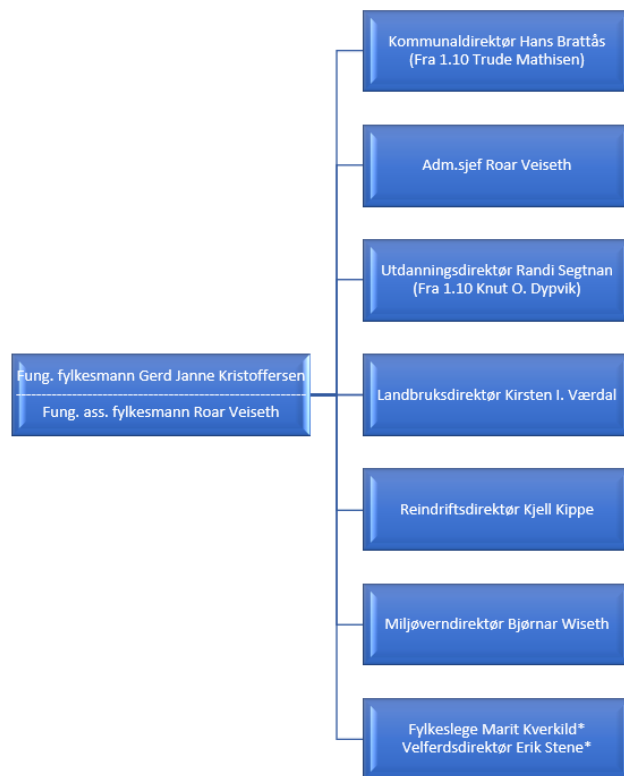 Kommunaldirektør Hans Brattås
(Fra 1.10 Trude Mathisen)
Adm.sjef Roar Veiseth
Utdanningsdirektør Randi Segtnan
(Fra 1.10 Knut O. Dypvik)
Fung. fylkesmann Gerd Janne Kristoffersen
Fung. ass. fylkesmann Roar Veiseth
Landbruksdirektør Kirsten I. Værdal
Reindriftsdirektør Kjell Kippe
Miljøverndirektør Bjørnar Wiseth
Fylkeslege Marit Kverkild*
Velferdsdirektør Erik Stene*